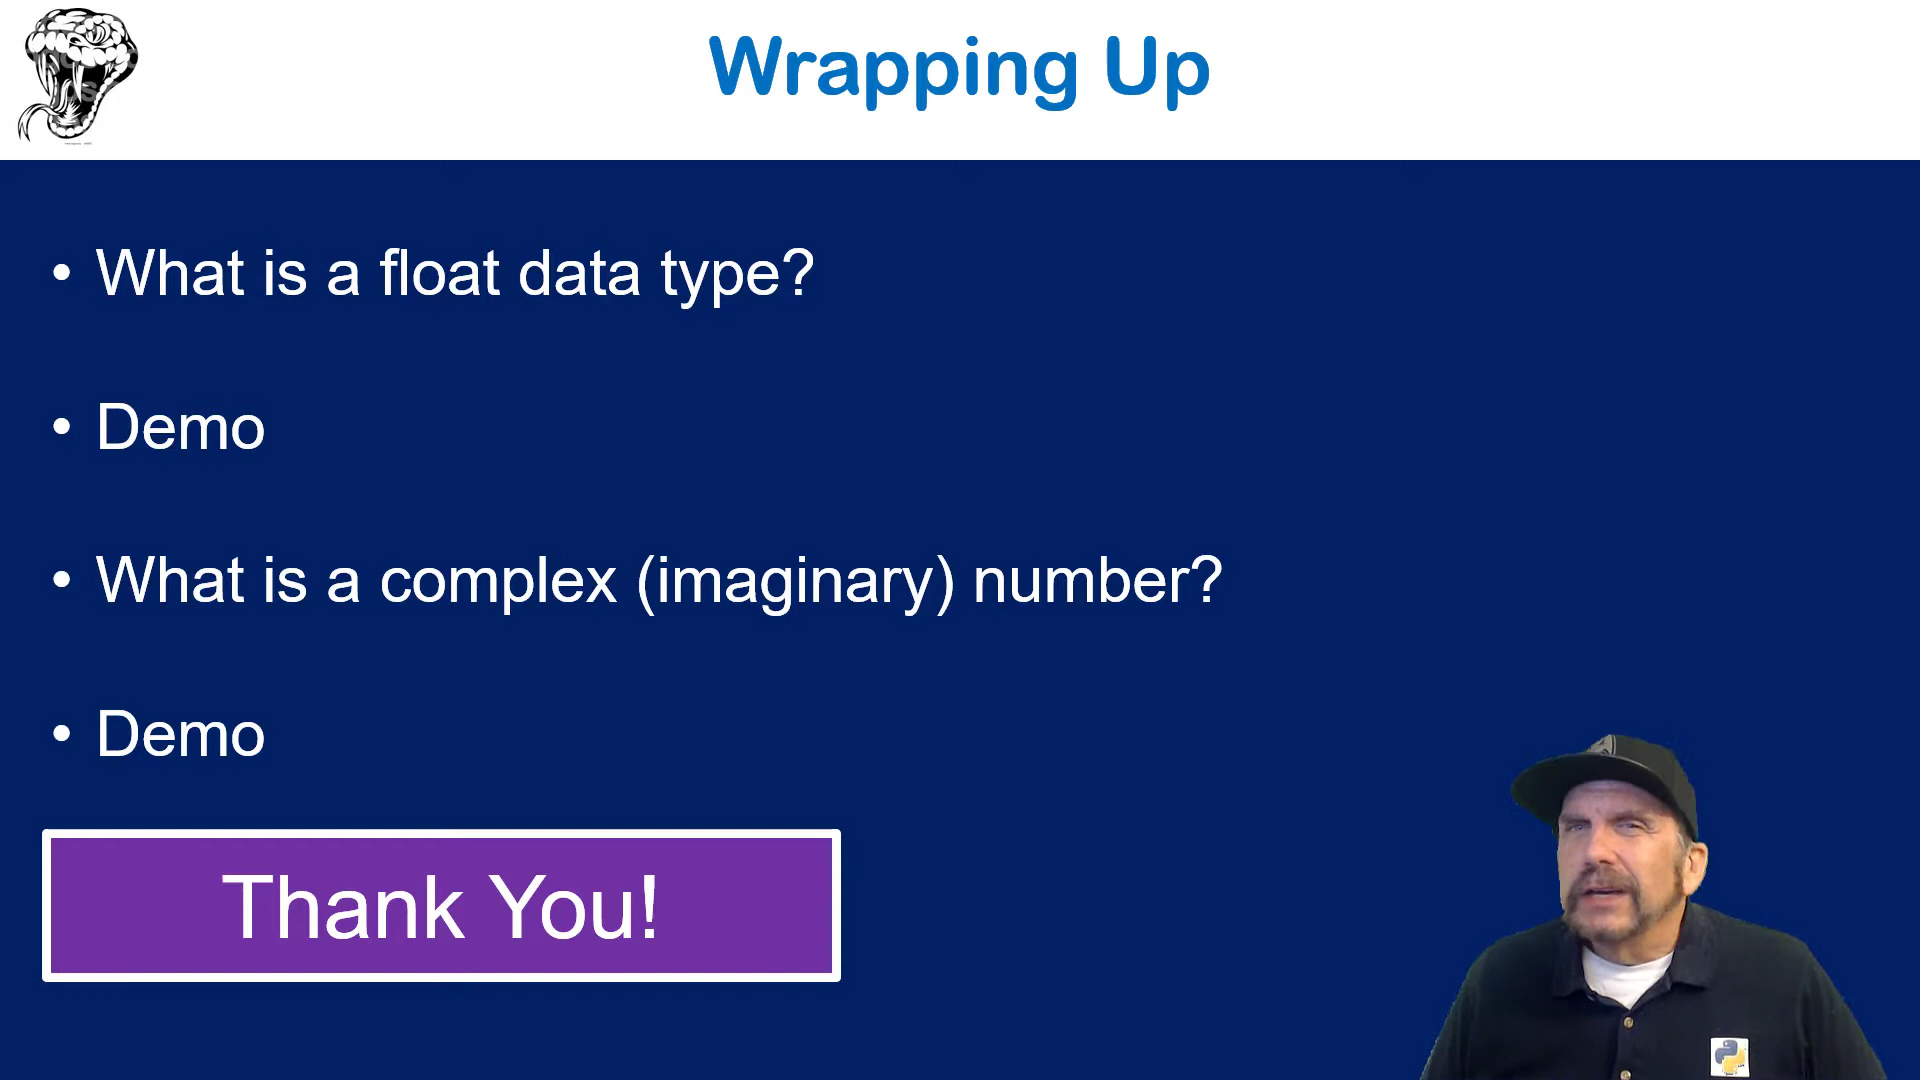 Wrapping Up
• What is a float data type?
• Demo
• What is a complex (imaginary) number?
• Demo
Thank You!